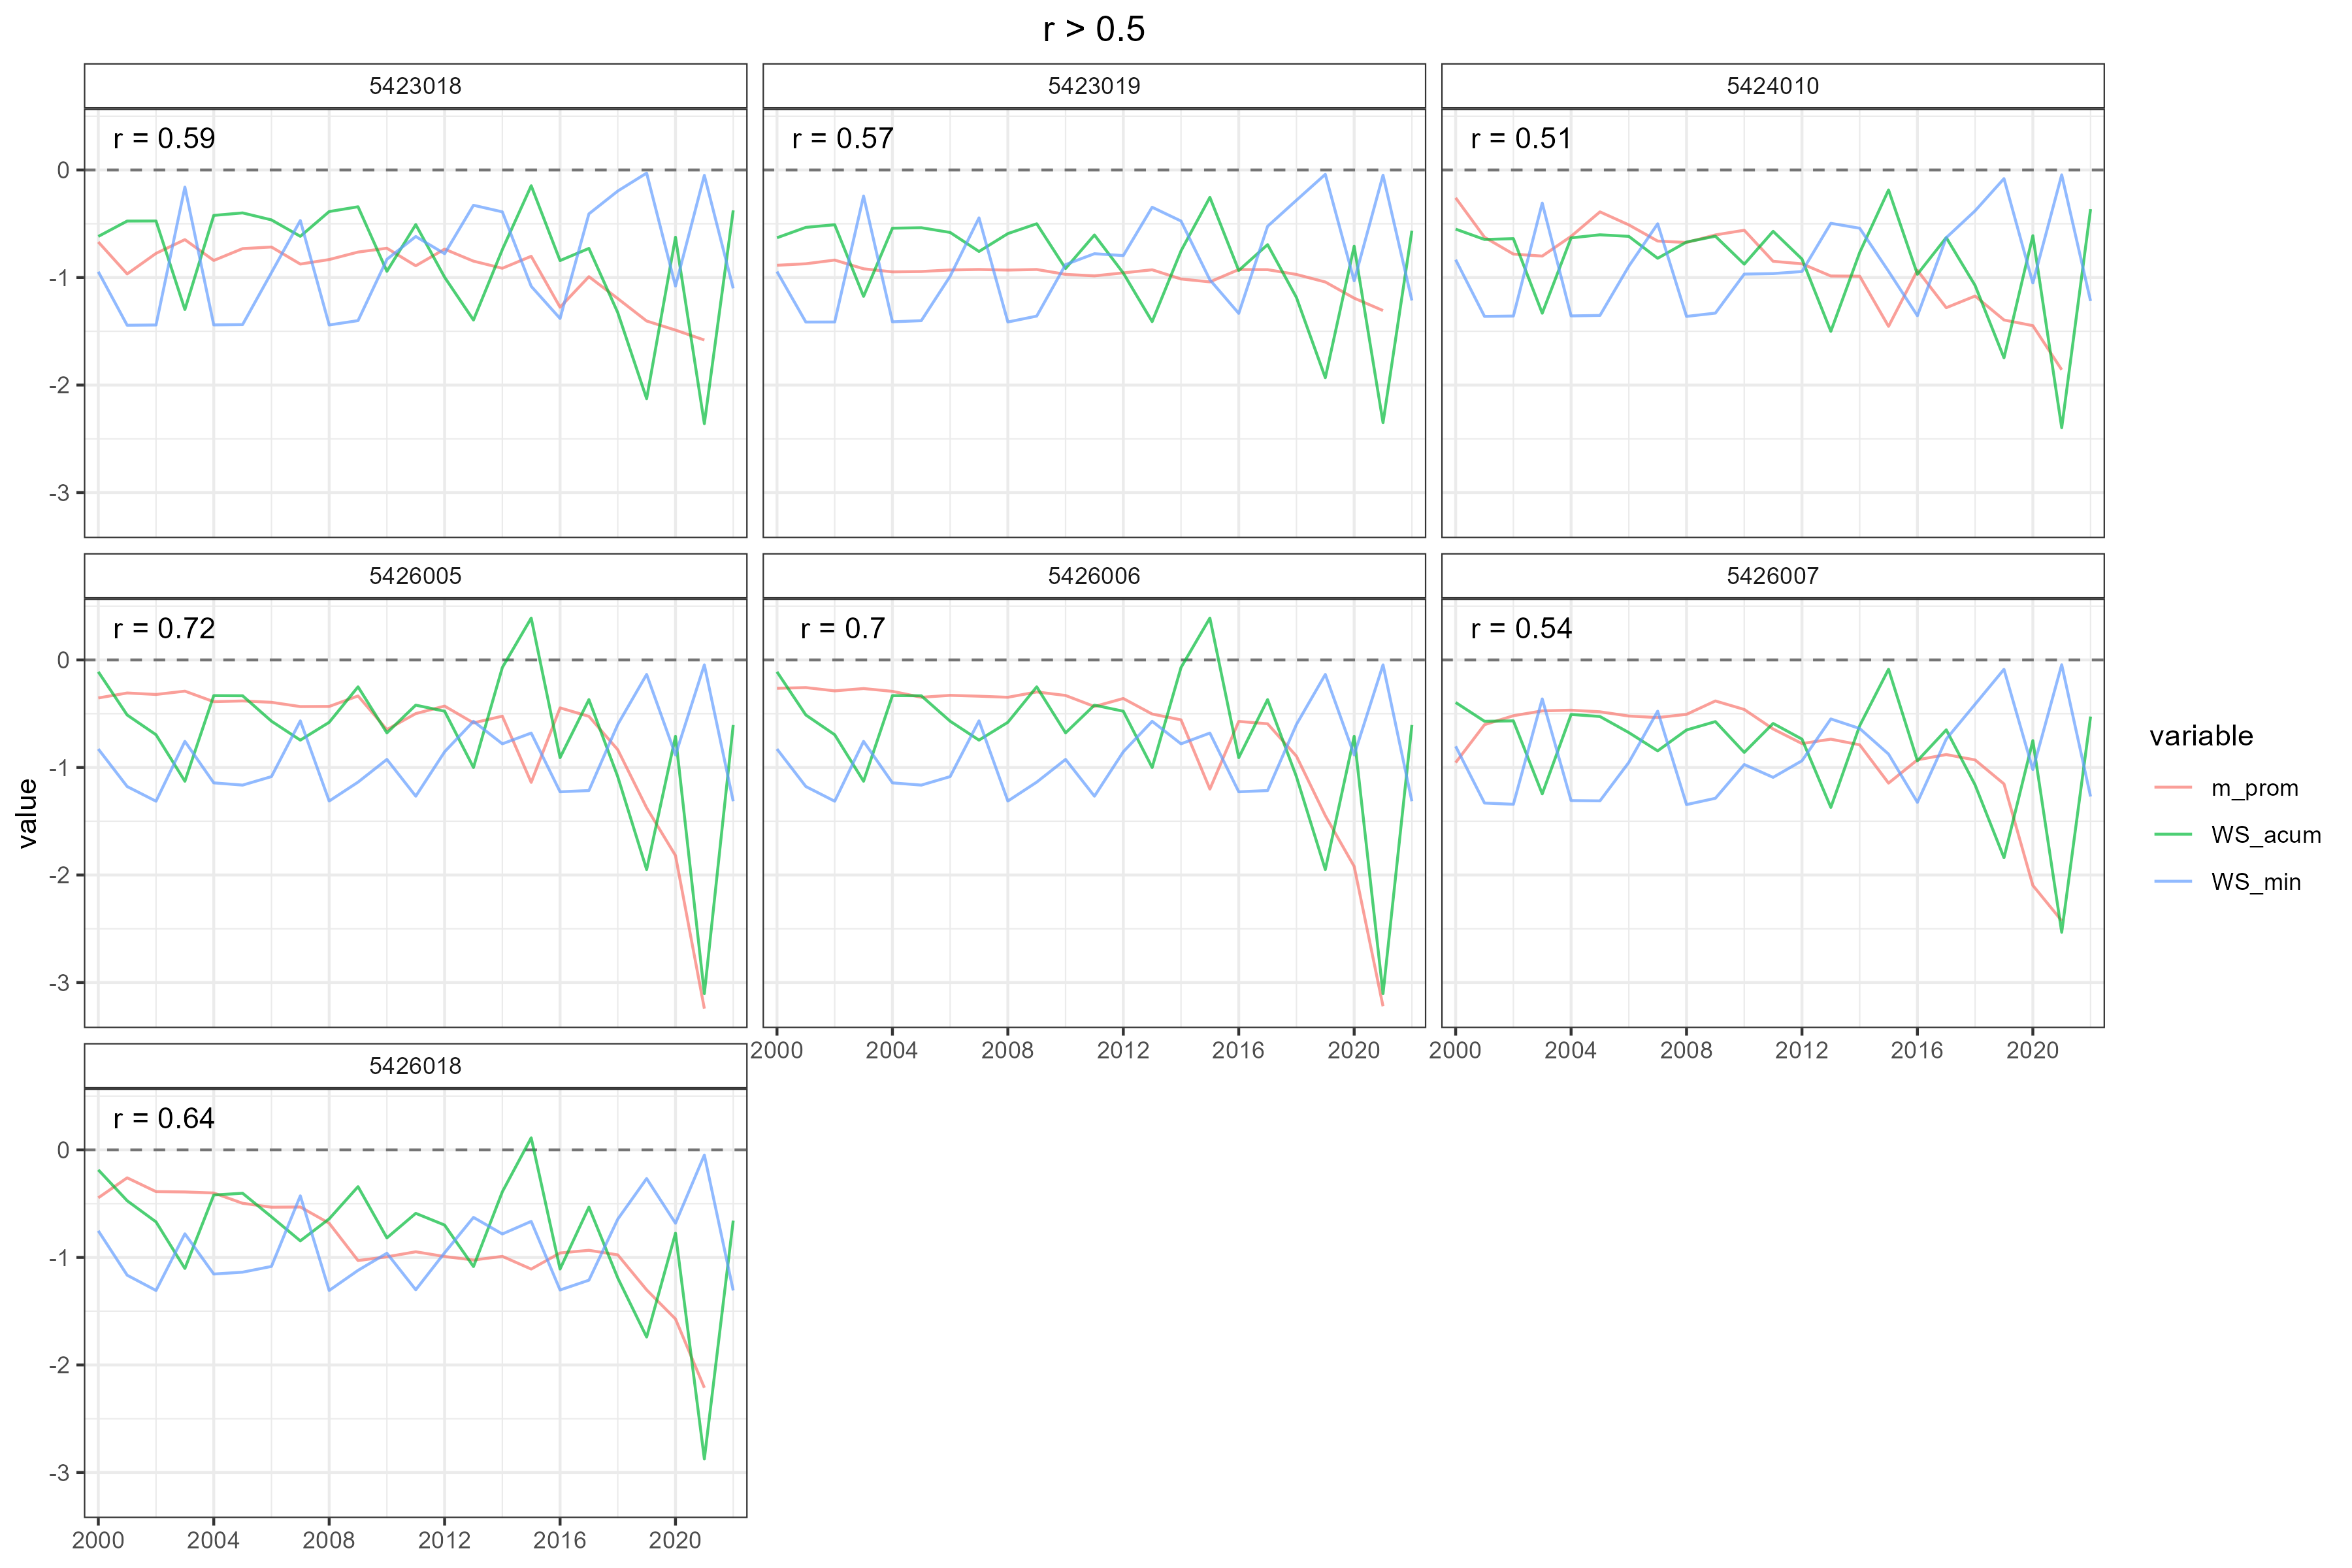 r > 0.5
5423018
5423019
5424010
r = 0.59
r = 0.57
r = 0.51
0
-1
-2
-3
5426005
5426006
5426007
r = 0.72
r = 0.7
r = 0.54
0
-1
-2
-3
2000 2004 2008 2012 2016 2020
2000 2004 2008 2012 2016 2020
5426018
r = 0.64
0
-1
-2
-3
2000 2004 2008 2012 2016 2020
value
variable
m_prom
WS_acum
WS_min